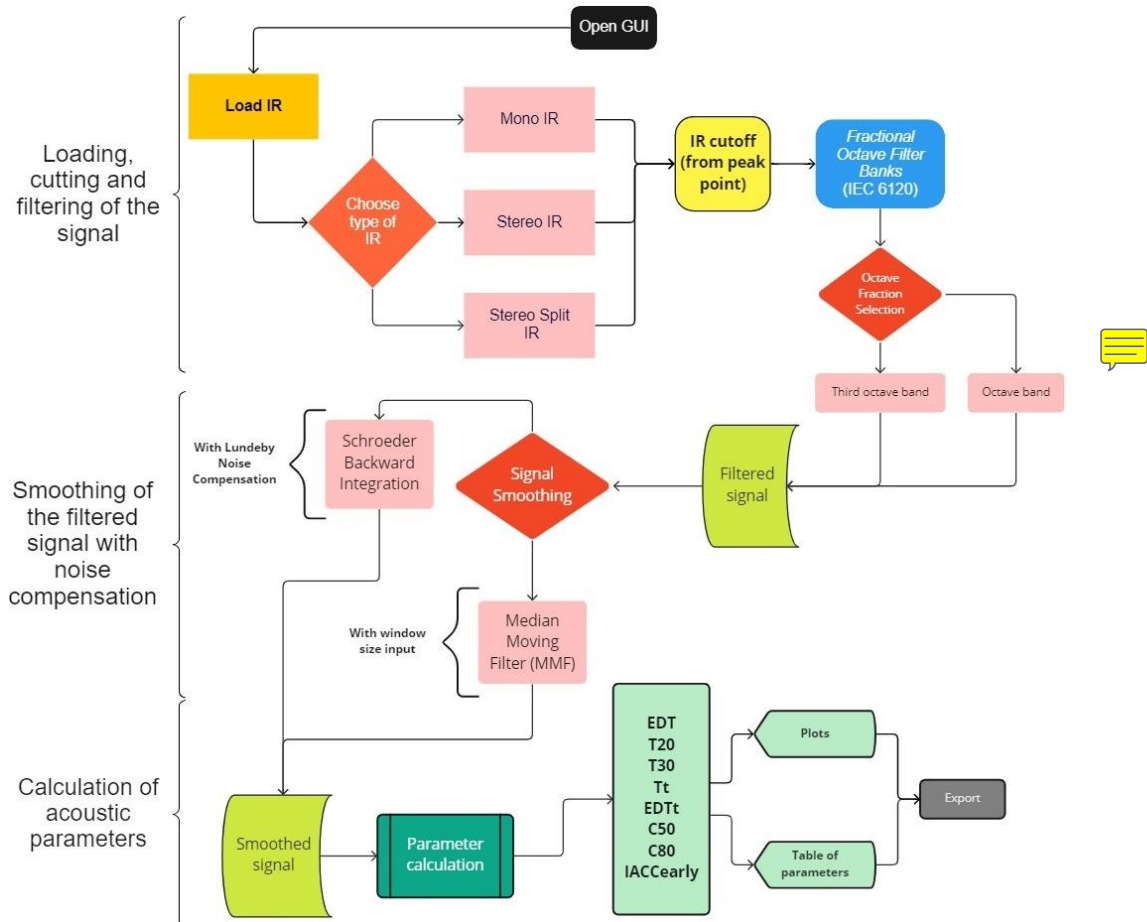 Open GUI
Loading,
cutting and
filtering of the
signal
Load IR
Choose
type of
IR
Mono IR
Stereo IR
Stereo Split
IR
IR cutoff
(from peak
point)
Fractional
Octave Filter
Banks
(IEC 6120)
Octave
Fraction
Selection
Third octave band
Octave band
Smoothing of
the filtered
signal with
noise
compensation
With Lundeby
Noise
Compensation
Schroeder
Backward
Integration
Signal
Smoothing
Filtered
signal
With window
size input
Median
Moving
Filter (MMF)
Calculation of
acoustic
parameters
Smoothed
signal
Parameter
calculation
EDT
T20
T30
Tt
EDTt
C50
C80
IACCearly
Plots
Table of
parameters
Export